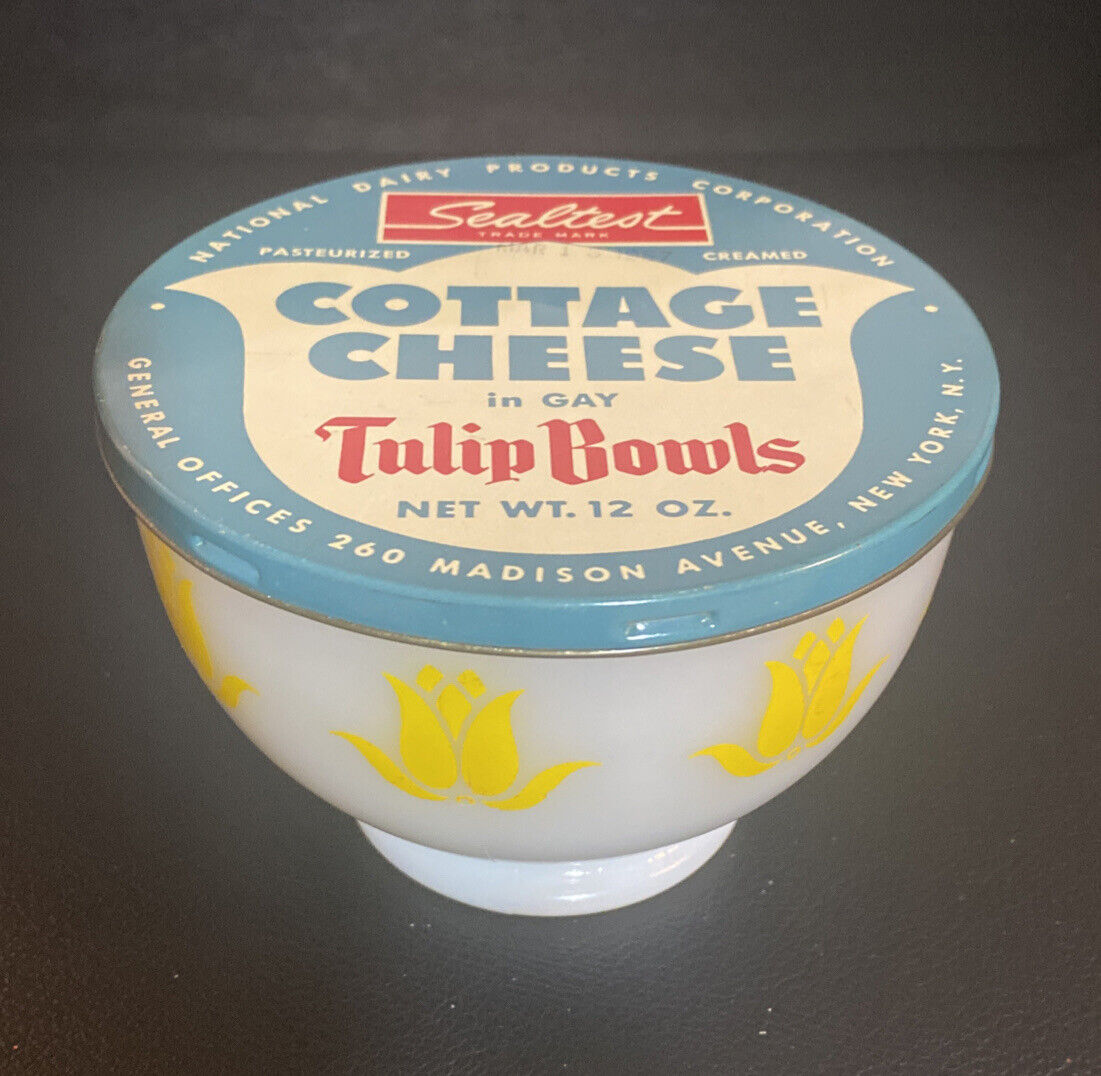 NATIONAL DAIRY PRODUCTS CORPORATION
Sealtest
TRADE MARK
PASTEURIZED
CREAMED
COTTAGE
CHEESE
in GAY
Tulip Bowls
NET WT. 12 OZ.
GENERAL OFFICES 260 MADISON AVENUE, NEW YORK, N.Y.